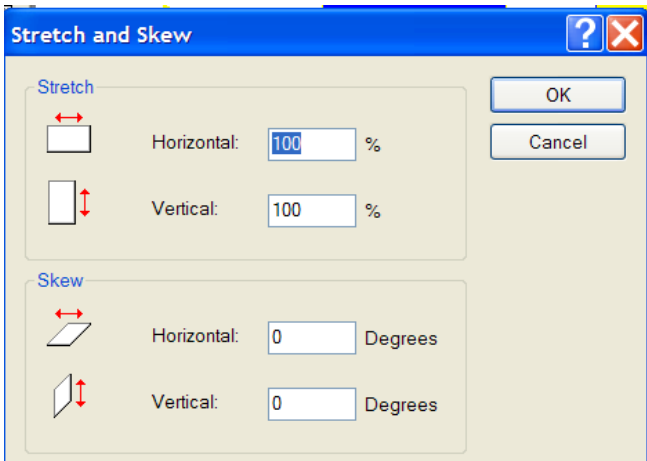 Stretch and Skew ?
Stretch
OK
Horizontal: 100 %
Cancel
Vertical: 100 %
Skew
Horizontal: 0 Degrees
Vertical: 0 Degrees